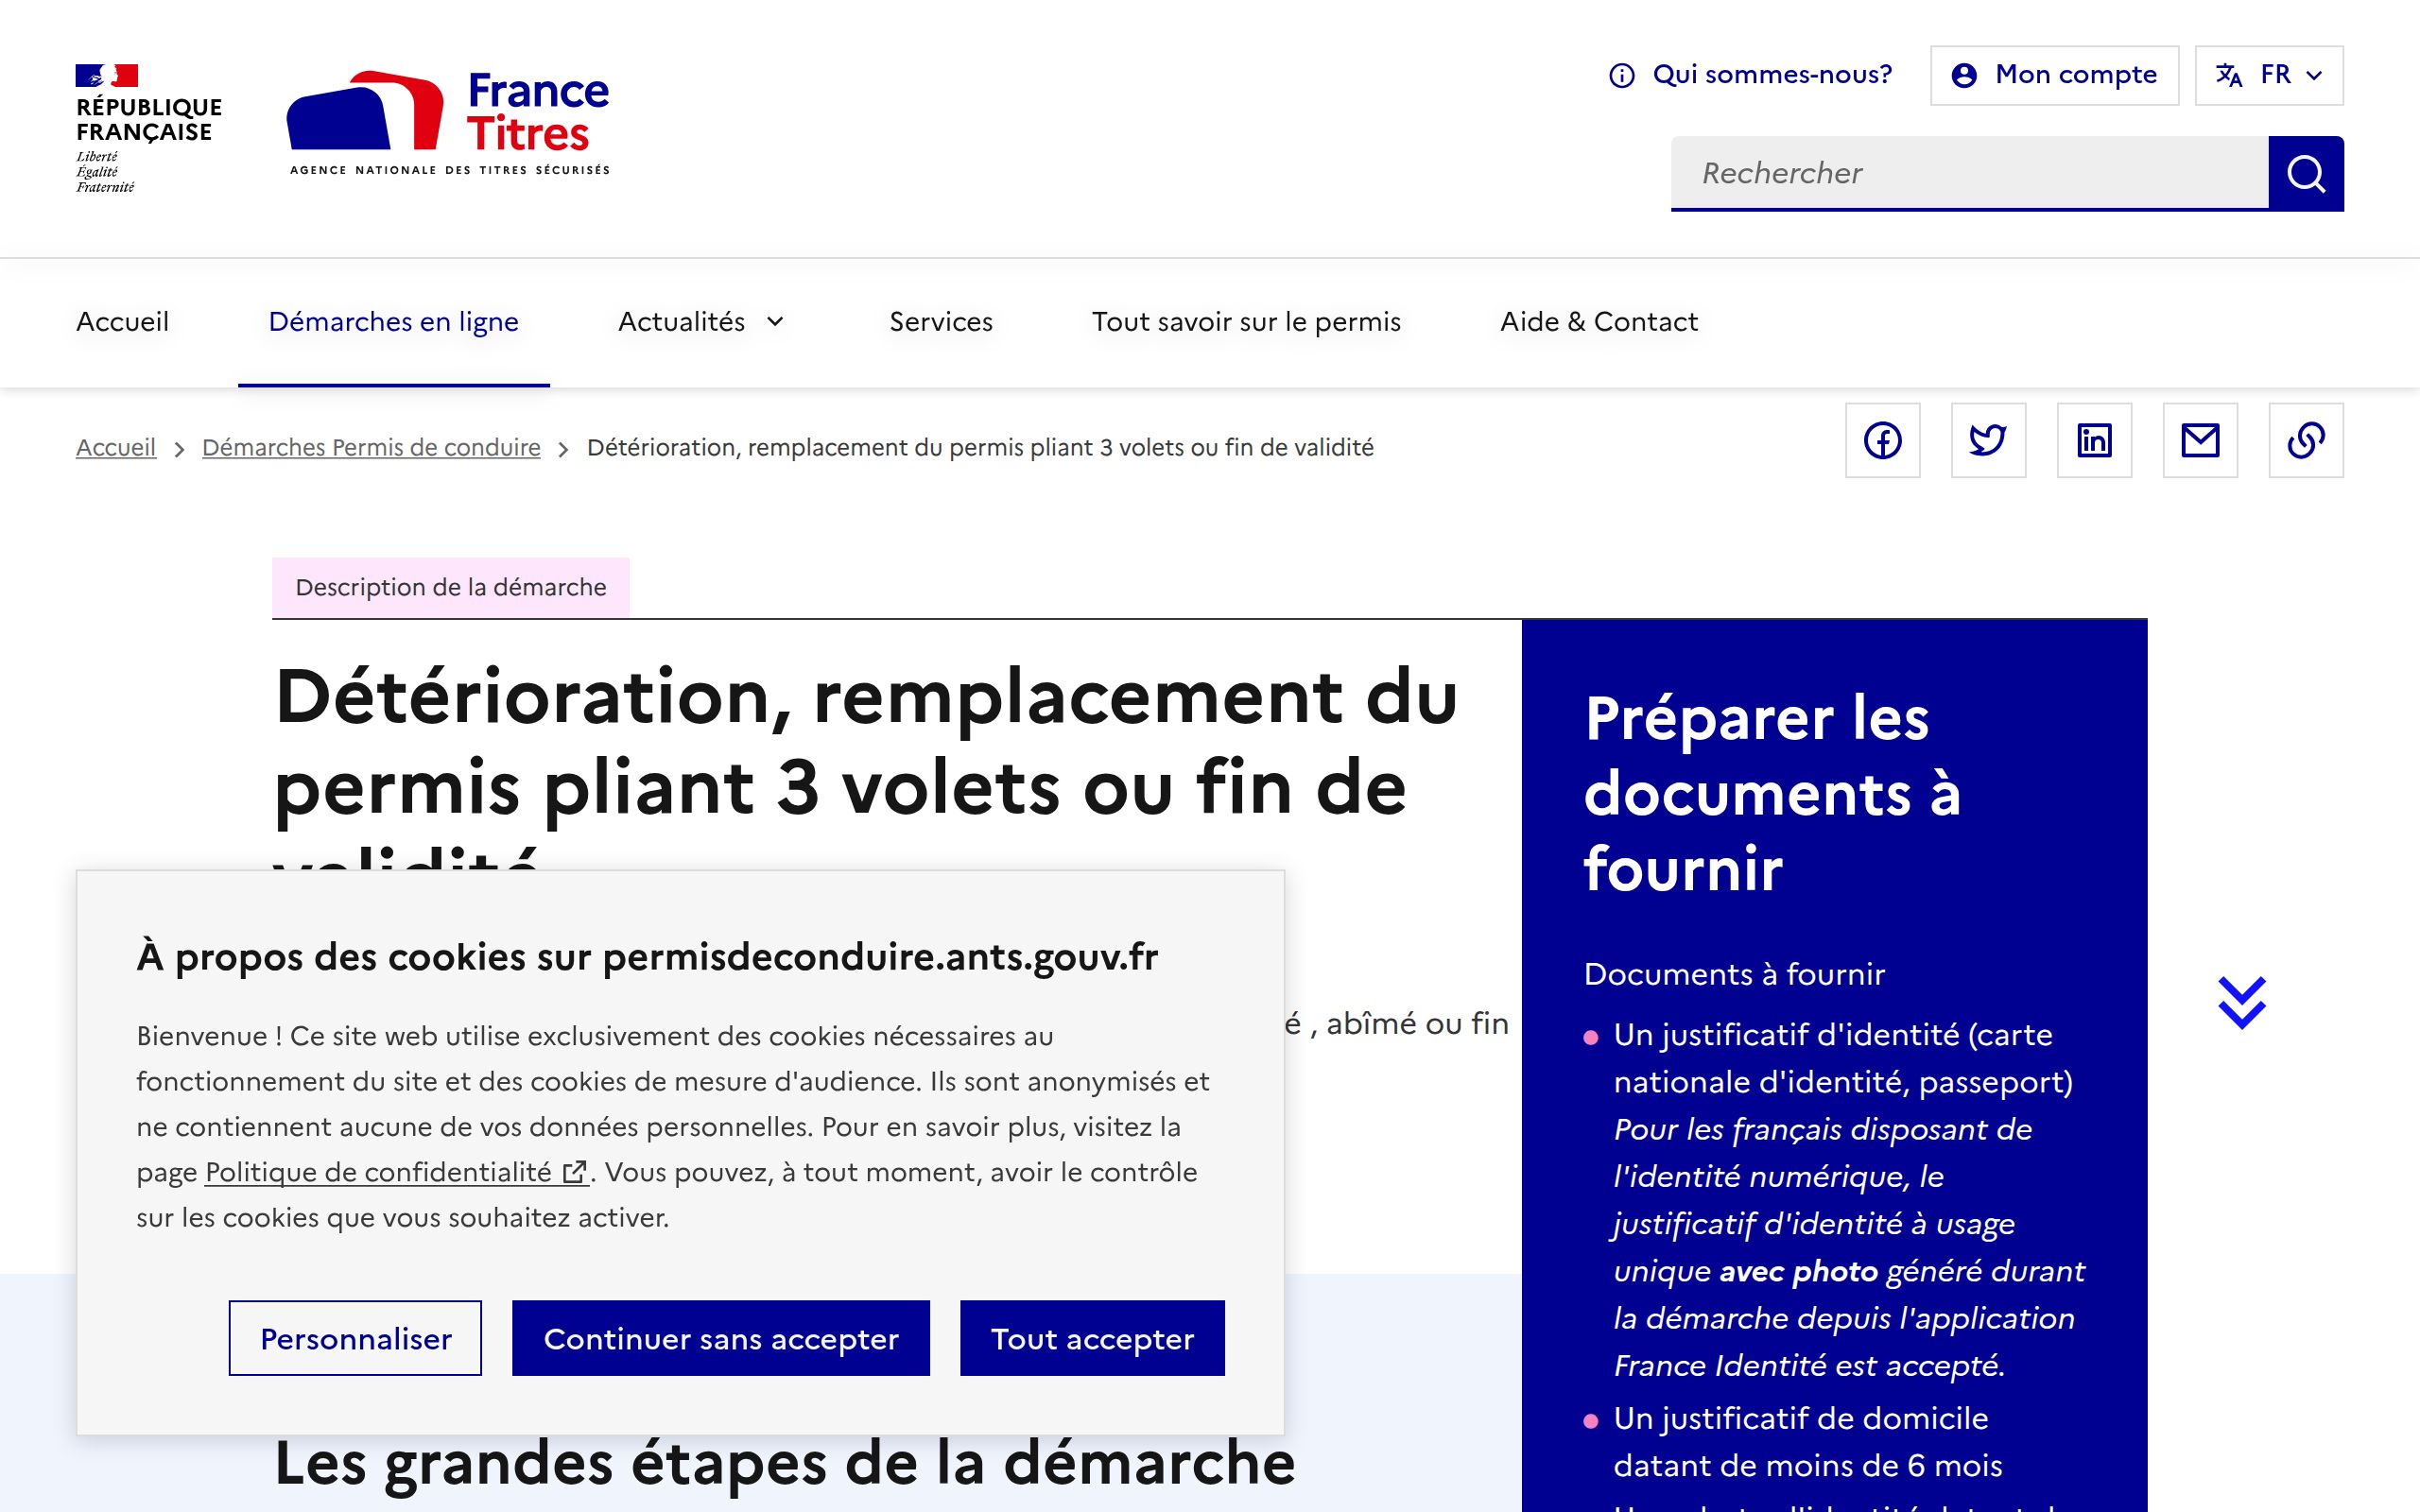 RÉPUBLIQUE
FRANÇAISE
Liberté
Égalité
Fraternité
France
Titres
AGENCE NATIONALE DES TITRES SÉCURISÉS
Qui sommes-nous?
Mon compte
FR
Rechercher
Accueil
Démarches en ligne
Actualités
Services
Tout savoir sur le permis
Aide & Contact
Accueil
Démarches Permis de conduire
Détérioration, remplacement du permis pliant 3 volets ou fin de validité
Description de la démarche
Détérioration, remplacement du
permis pliant 3 volets ou fin de
validité
é , abîmé ou fin
À propos des cookies sur permisdeconduire.ants.gouv.fr
Bienvenue ! Ce site web utilise exclusivement des cookies nécessaires au
fonctionnement du site et des cookies de mesure d'audience. Ils sont anonymisés et
ne contiennent aucune de vos données personnelles. Pour en savoir plus, visitez la
page Politique de confidentialité. Vous pouvez, à tout moment, avoir le contrôle
sur les cookies que vous souhaitez activer.
Personnaliser
Continuer sans accepter
Tout accepter
Les grandes étapes de la démarche
Préparer les
documents à
fournir
Documents à fournir
Un justificatif d'identité (carte
nationale d'identité, passeport)
Pour les français disposant de
l'identité numérique, le
justificatif d'identité à usage
unique avec photo généré durant
la démarche depuis l'application
France Identité est accepté.
Un justificatif de domicile
datant de moins de 6 mois